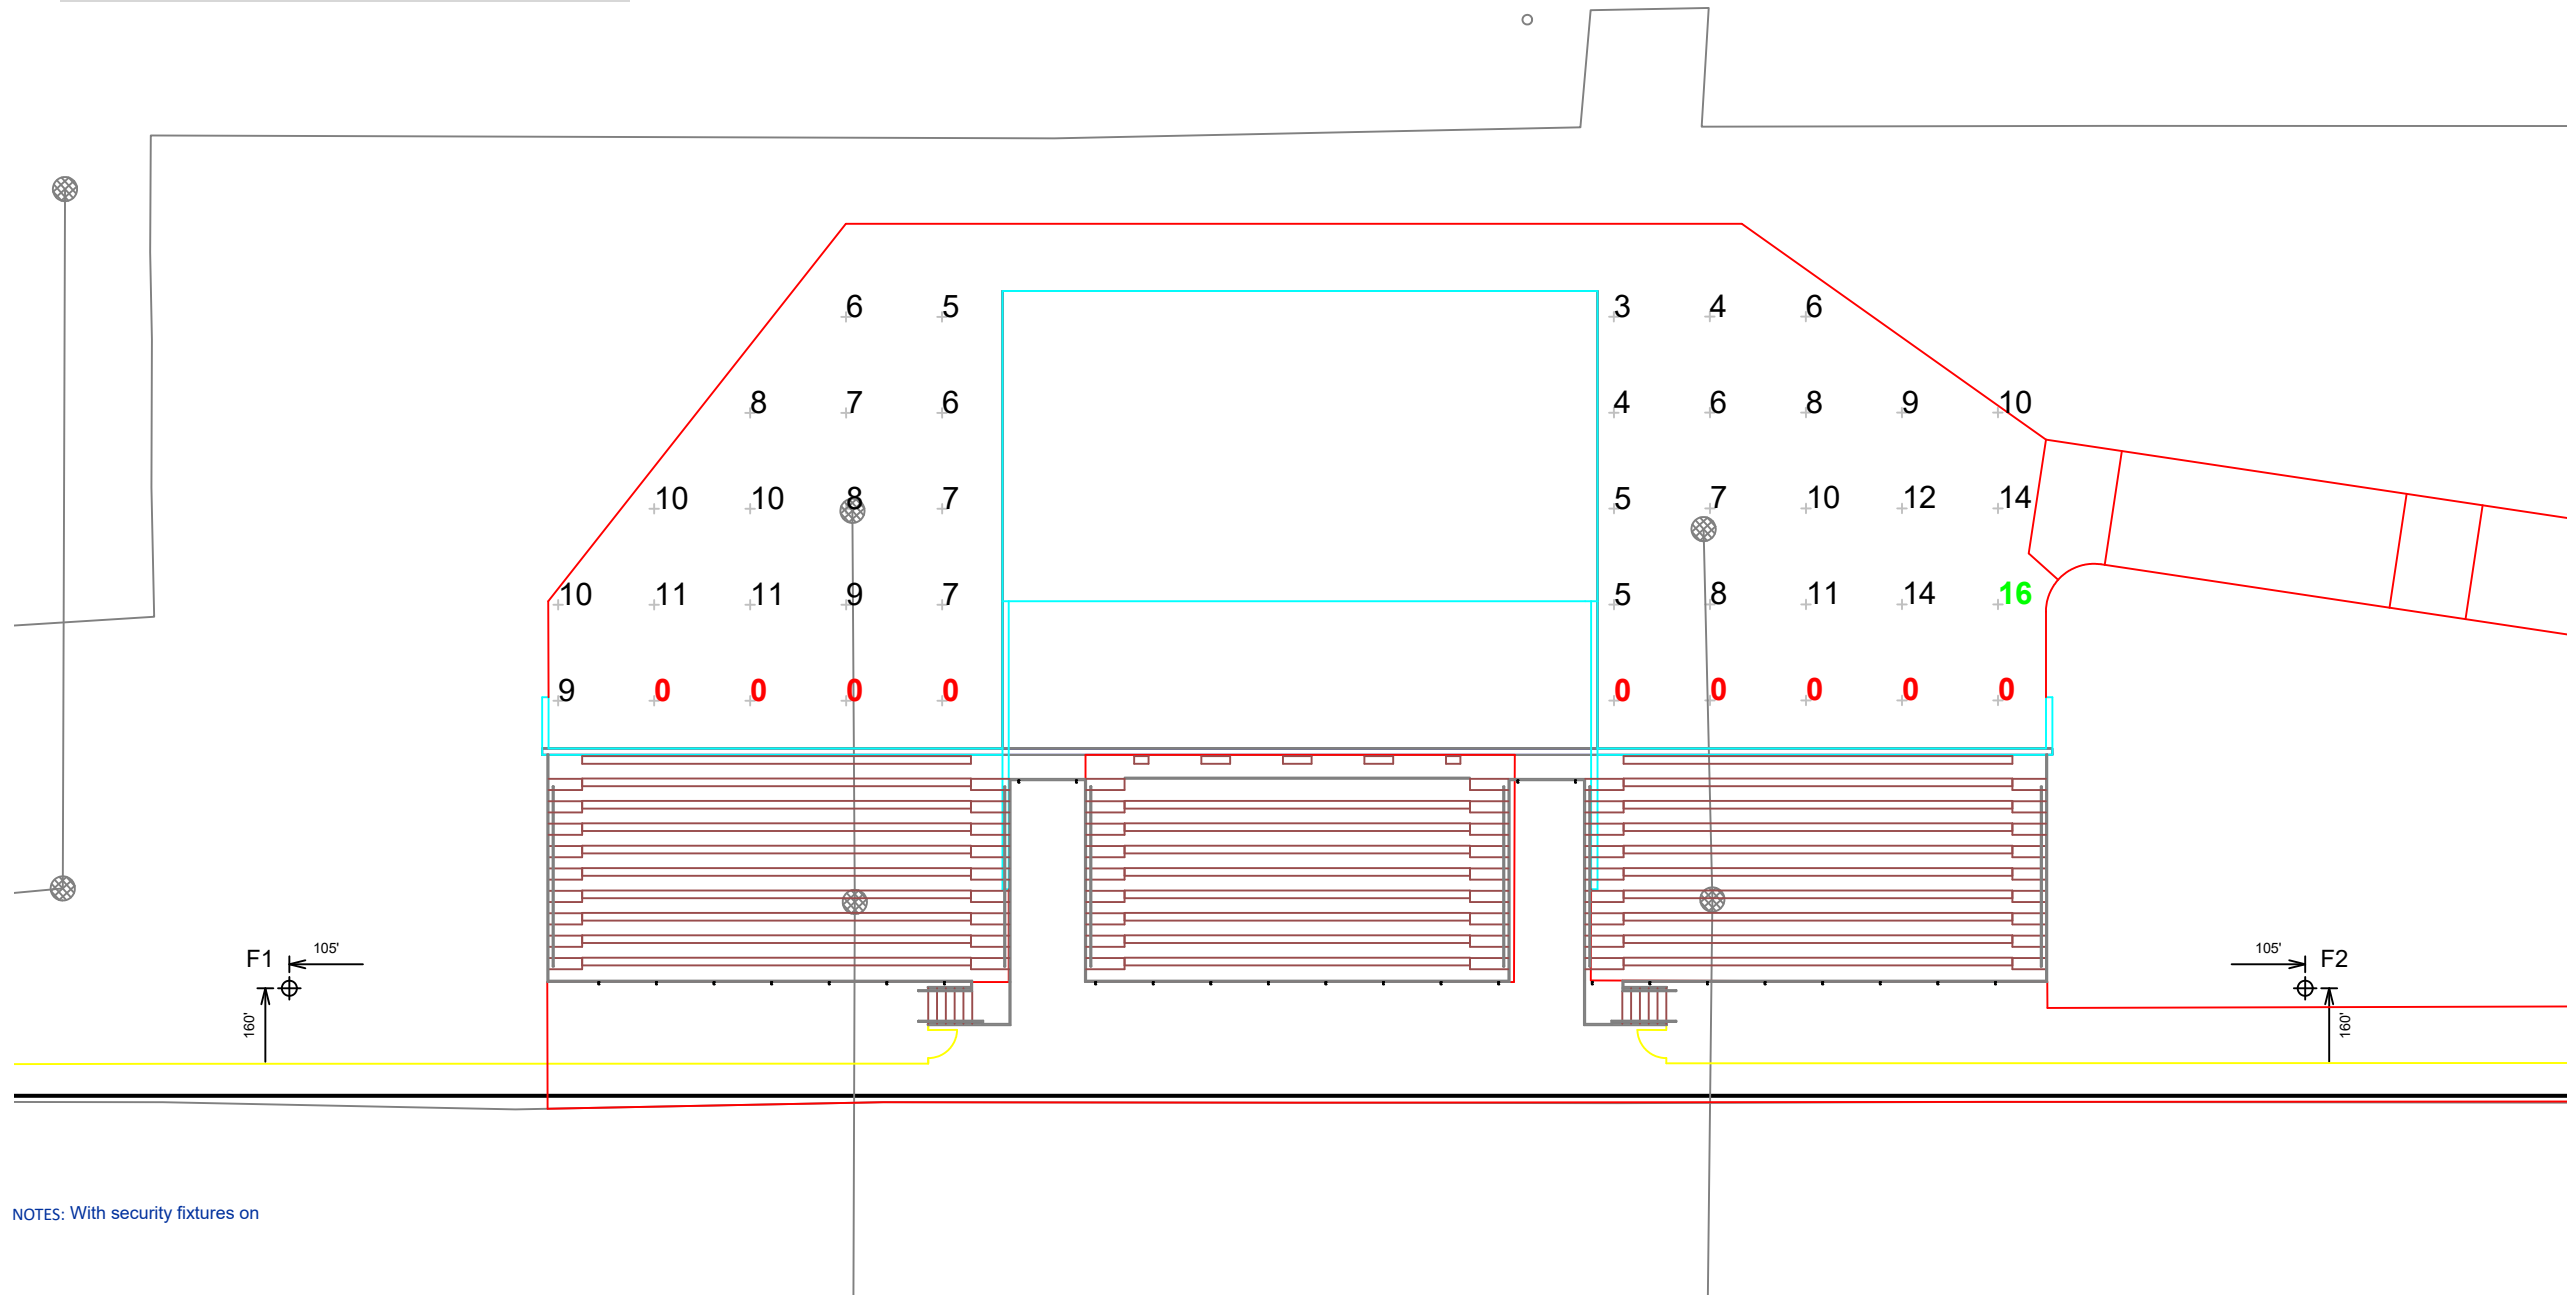 6 5 3 4 6
8 7 6 4 6 8 9 10
10 10 8 7 5 7 10 12 14
10 11 11 9 7 5 8 11 14 16
9 0 0 0 0 0 0 0 0 0
F1 105' 105' F2
160' 160'
NOTES: With security fixtures on